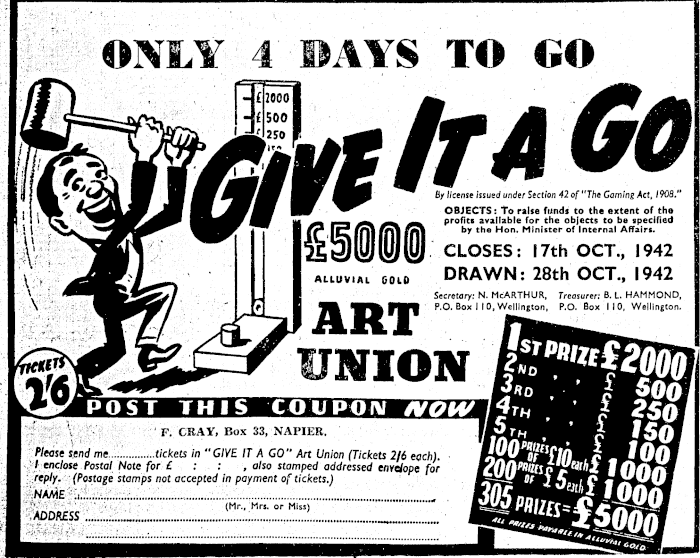 ONLY 4 DAYS TO GO
£2000
£500
£250
150
GIVE IT A GO
By license issued under Section 42 of "The Gaming Act, 1908."
OBJECTS: To raise funds to the extent of the
profits available for the objects to be specified
by the Hon. Minister of Internal Affairs.
£5000
ALLUVIAL GOLD
CLOSES: 17th OCT., 1942
DRAWN: 28th OCT., 1942
Secretary: N. McARTHUR, Treasurer: B. L. HAMMOND,
P.O. Box 110, Wellington, P.O. Box 110, Wellington.
ART
UNION
TICKETS
2/6
POST THIS COUPON NOW
F. CRAY, Box 33, NAPIER.
Please send me..............tickets in "GIVE IT A GO" Art Union (Tickets 2/6 each).
I enclose Postal Note for £ : : , also stamped addressed envelope for
reply. (Postage stamps not accepted in payment of tickets.)
NAME
(Mr., Mrs. or Miss)
ADDRESS
1ST PRIZE £2000
2ND " " £ 500
3RD " " £ 250
4TH " " £ 150
5TH " " £ 100
100 PRIZES OF £10 each £1000
200 PRIZES OF £5 each £1000
305 PRIZES = £5000
ALL PRIZES PAYABLE IN ALLUVIAL GOLD